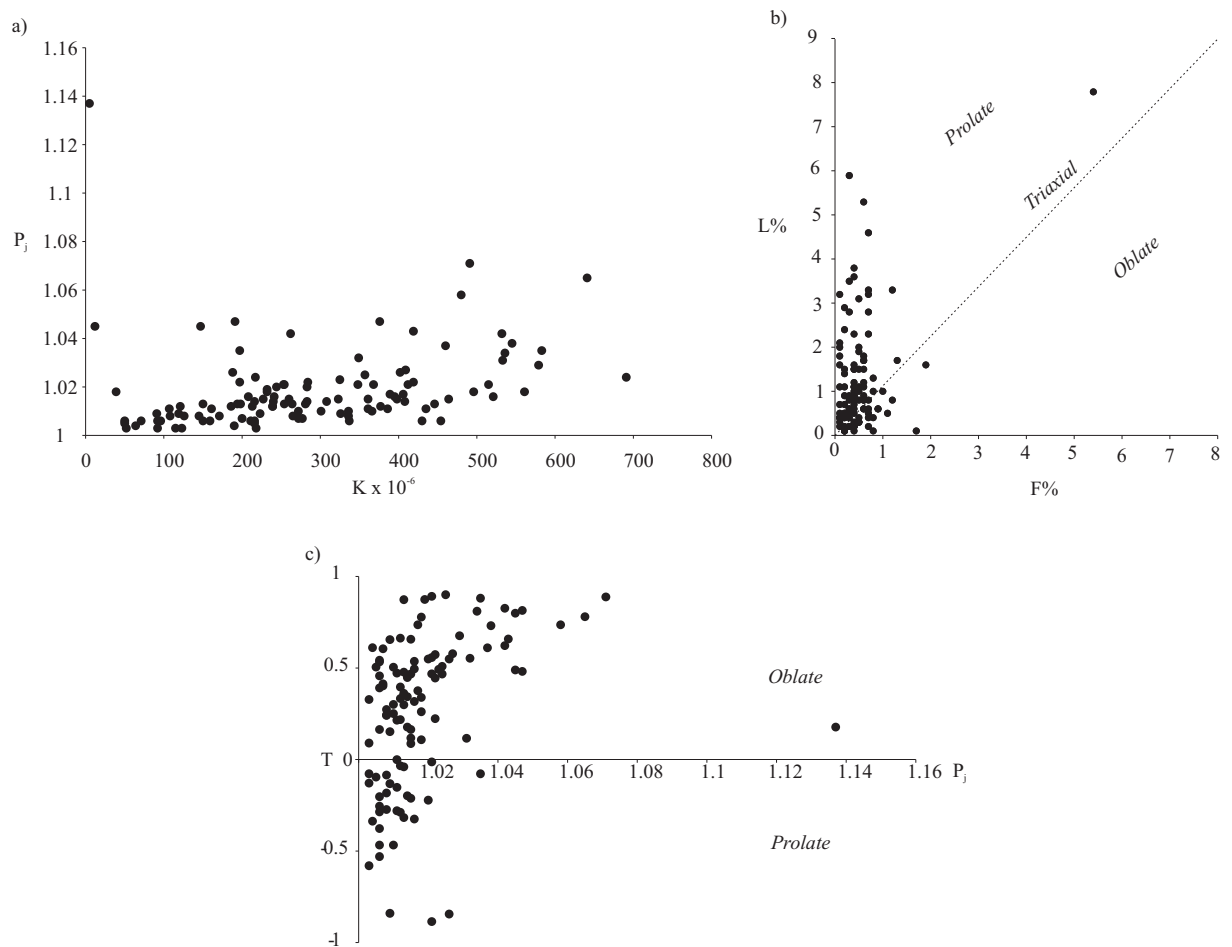 a)
1.16
1.14
1.12
1.1
Pj
1.08
1.06
1.04
1.02
1
0 100 200 300 400 500 600 700 800
K x 10-6
b)
9
8
7
6
5
4
3
2
1
0
L%
Prolate
Triaxial
Oblate
0 1 2 3 4 5 6 7 8
F%
c)
1
0.5
Oblate
T 0
1.02 1.04 1.06 1.08 1.1 1.12 1.14 1.16 Pj
-0.5
Prolate
-1